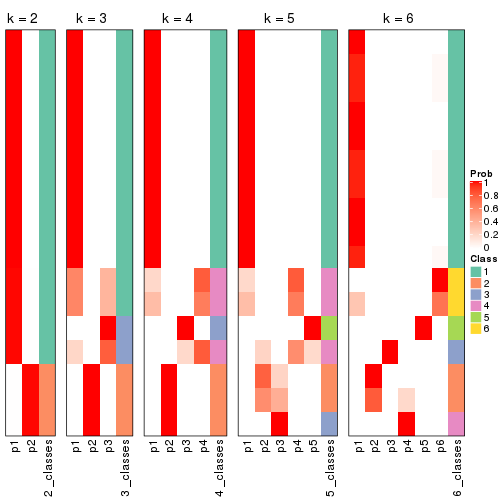 k = 2
k = 3
k = 4
k = 5
k = 6
Prob
1
0.8
0.6
0.4
0.2
0
Class
1
2
3
4
5
6
p1
p2
2_classes
p1
p2
p3
3_classes
p1
p2
p3
p4
4_classes
p1
p2
p3
p4
p5
5_classes
p1
p2
p3
p4
p5
p6
6_classes